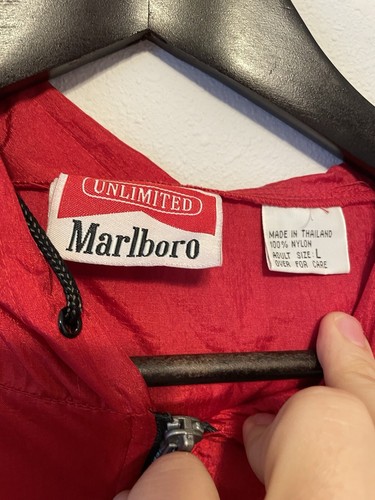 UNLIMITED
Marlboro
MADE IN THAILAND
100% NYLON
ADULT SIZE: L
OVER FOR CARE